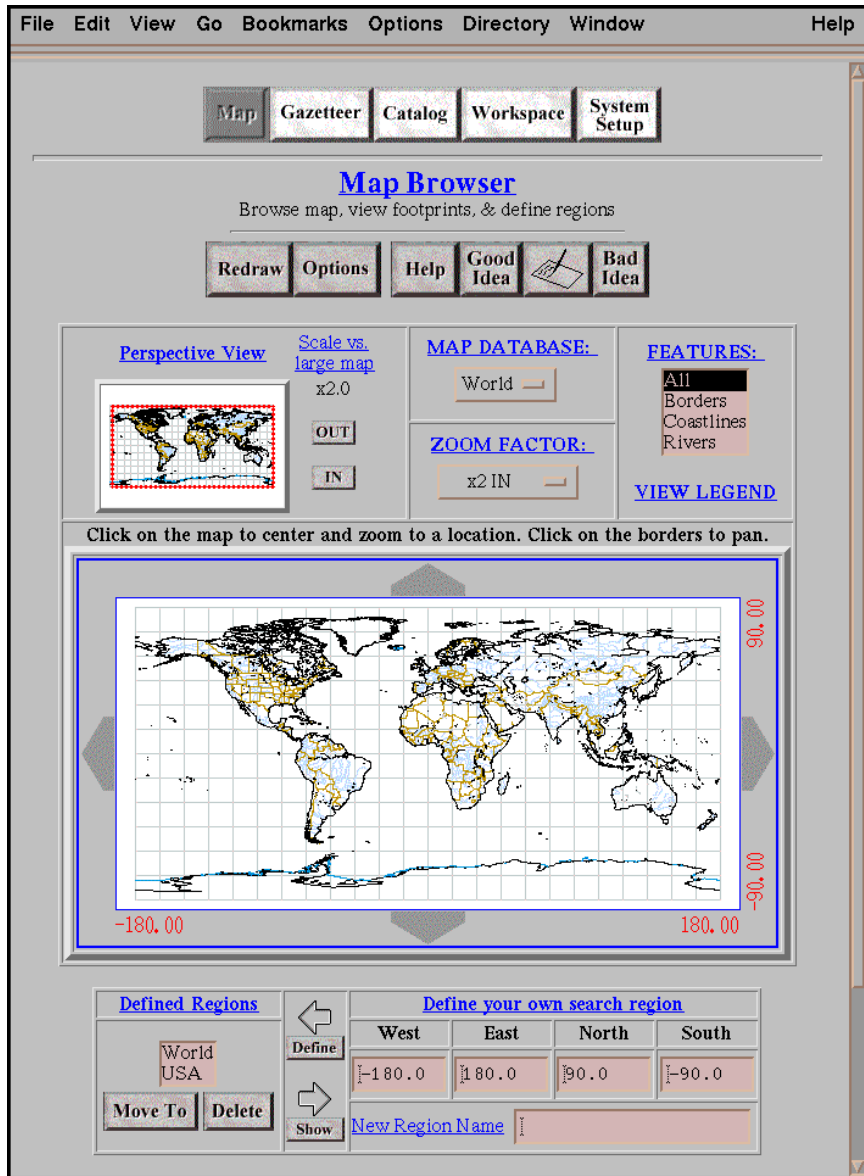 File Edit View Go Bookmarks Options Directory Window Help
Map Gazetteer Catalog Workspace System Setup
Map Browser
Browse map, view footprints, & define regions
Redraw Options Help Good Idea Bad Idea
Perspective View
Scale vs.
large map
x2.0
OUT
IN
MAP DATABASE:
World
ZOOM FACTOR:
x2 IN
FEATURES:
All
Borders
Coastlines
Rivers
VIEW LEGEND
Click on the map to center and zoom to a location. Click on the borders to pan.
90.00
-90.00
-180.00 180.00
Defined Regions
World
USA
Move To Delete
Define
Show
Define your own search region
West East North South
-180.0 180.0 90.0 -90.0
New Region Name